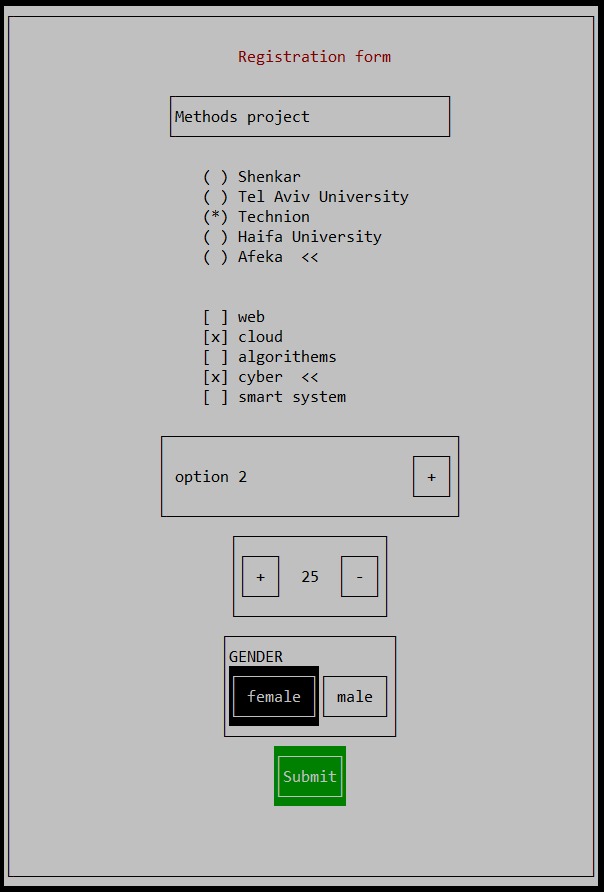 Registration form
Methods project
( ) Shenkar
( ) Tel Aviv University
(*) Technion
( ) Haifa University
( ) Afeka  <<
[ ] web
[x] cloud
[ ] algorithems
[x] cyber  <<
[ ] smart system
option 2 +
+ 25 -
GENDER
female male
Submit